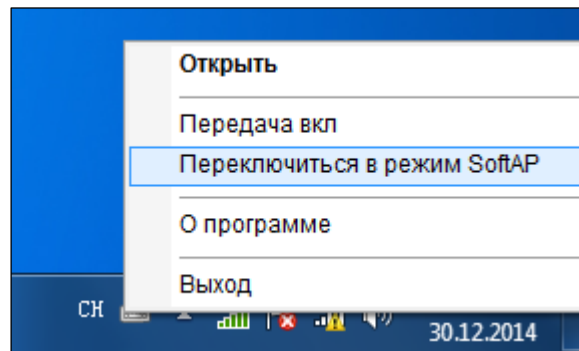 Открыть
Передача вкл
Переключиться в режим SoftAP
О программе
Выход
CH
30.12.2014